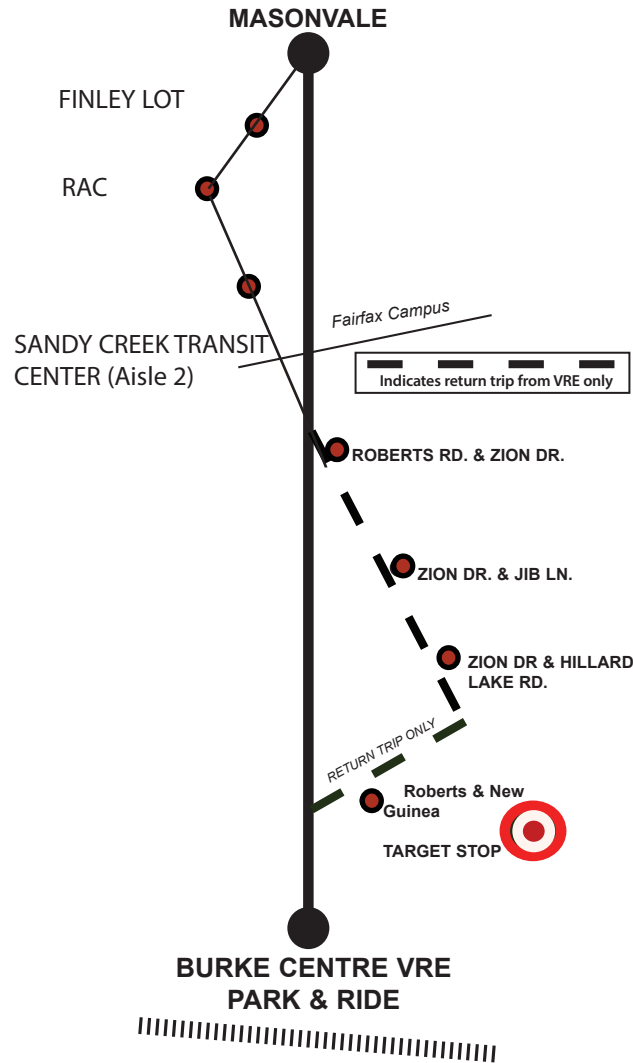 MASONVALE
FINLEY LOT
RAC
Fairfax Campus
SANDY CREEK TRANSIT
CENTER (Aisle 2)
Indicates return trip from VRE only
ROBERTS RD. & ZION DR.
ZION DR. & JIB LN.
ZION DR & HILLARD
LAKE RD.
RETURN TRIP ONLY
Roberts & New
Guinea
TARGET STOP
BURKE CENTRE VRE
PARK & RIDE